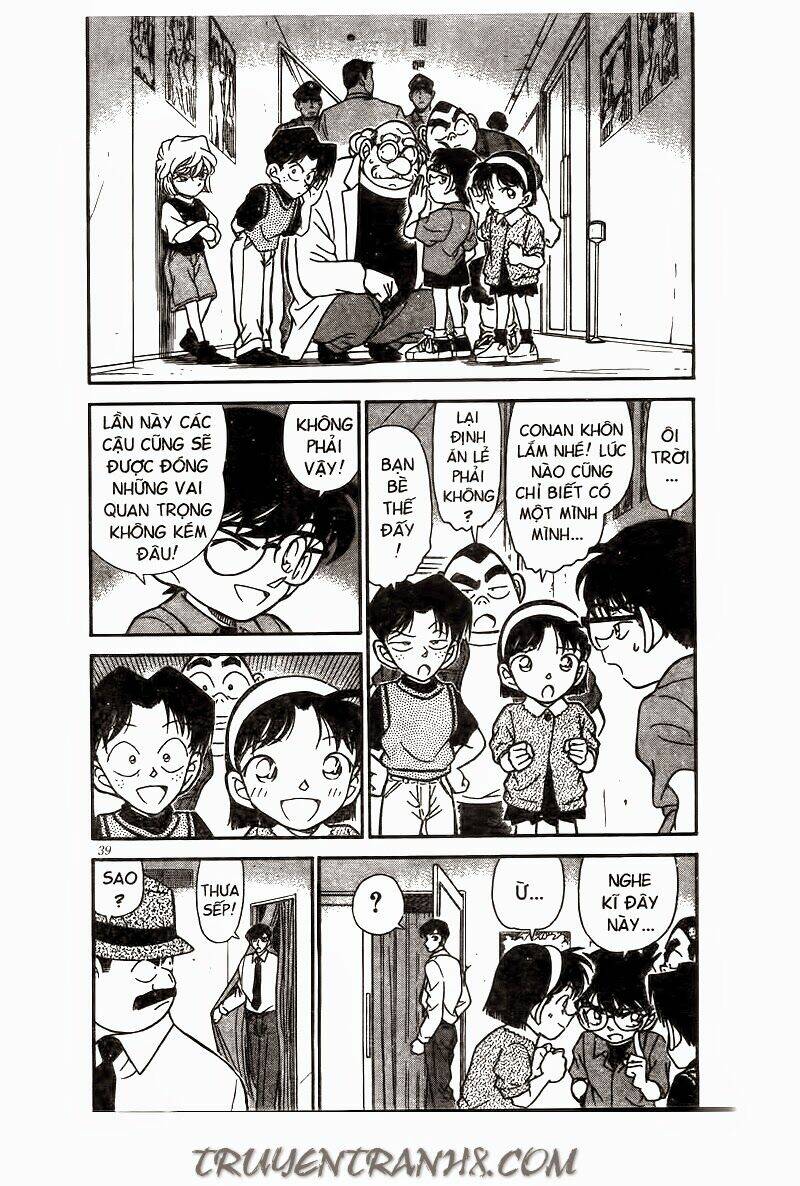 ÔI
TRỜI
...
CONAN KHÔN
LẮM NHÉ! LÚC
NÀO CŨNG
CHỈ BIẾT CÓ
MỘT MÌNH
MÌNH...
LẠI
ĐỊNH
ĂN LẺ
PHẢI
KHÔNG
?
BẠN
BÈ
THẾ
ĐẤY
!
KHÔNG
PHẢI
VẬY!
LẦN NÀY CÁC
CẬU CŨNG SẼ
ĐƯỢC ĐÓNG
NHỮNG VAI
QUAN TRỌNG
KHÔNG KÉM
ĐÂU!
39
NGHE
KĨ ĐÂY
NÀY...
Ừ...
?
THƯA
SẾP!
SAO
?
TRUYENTRANH8.COM